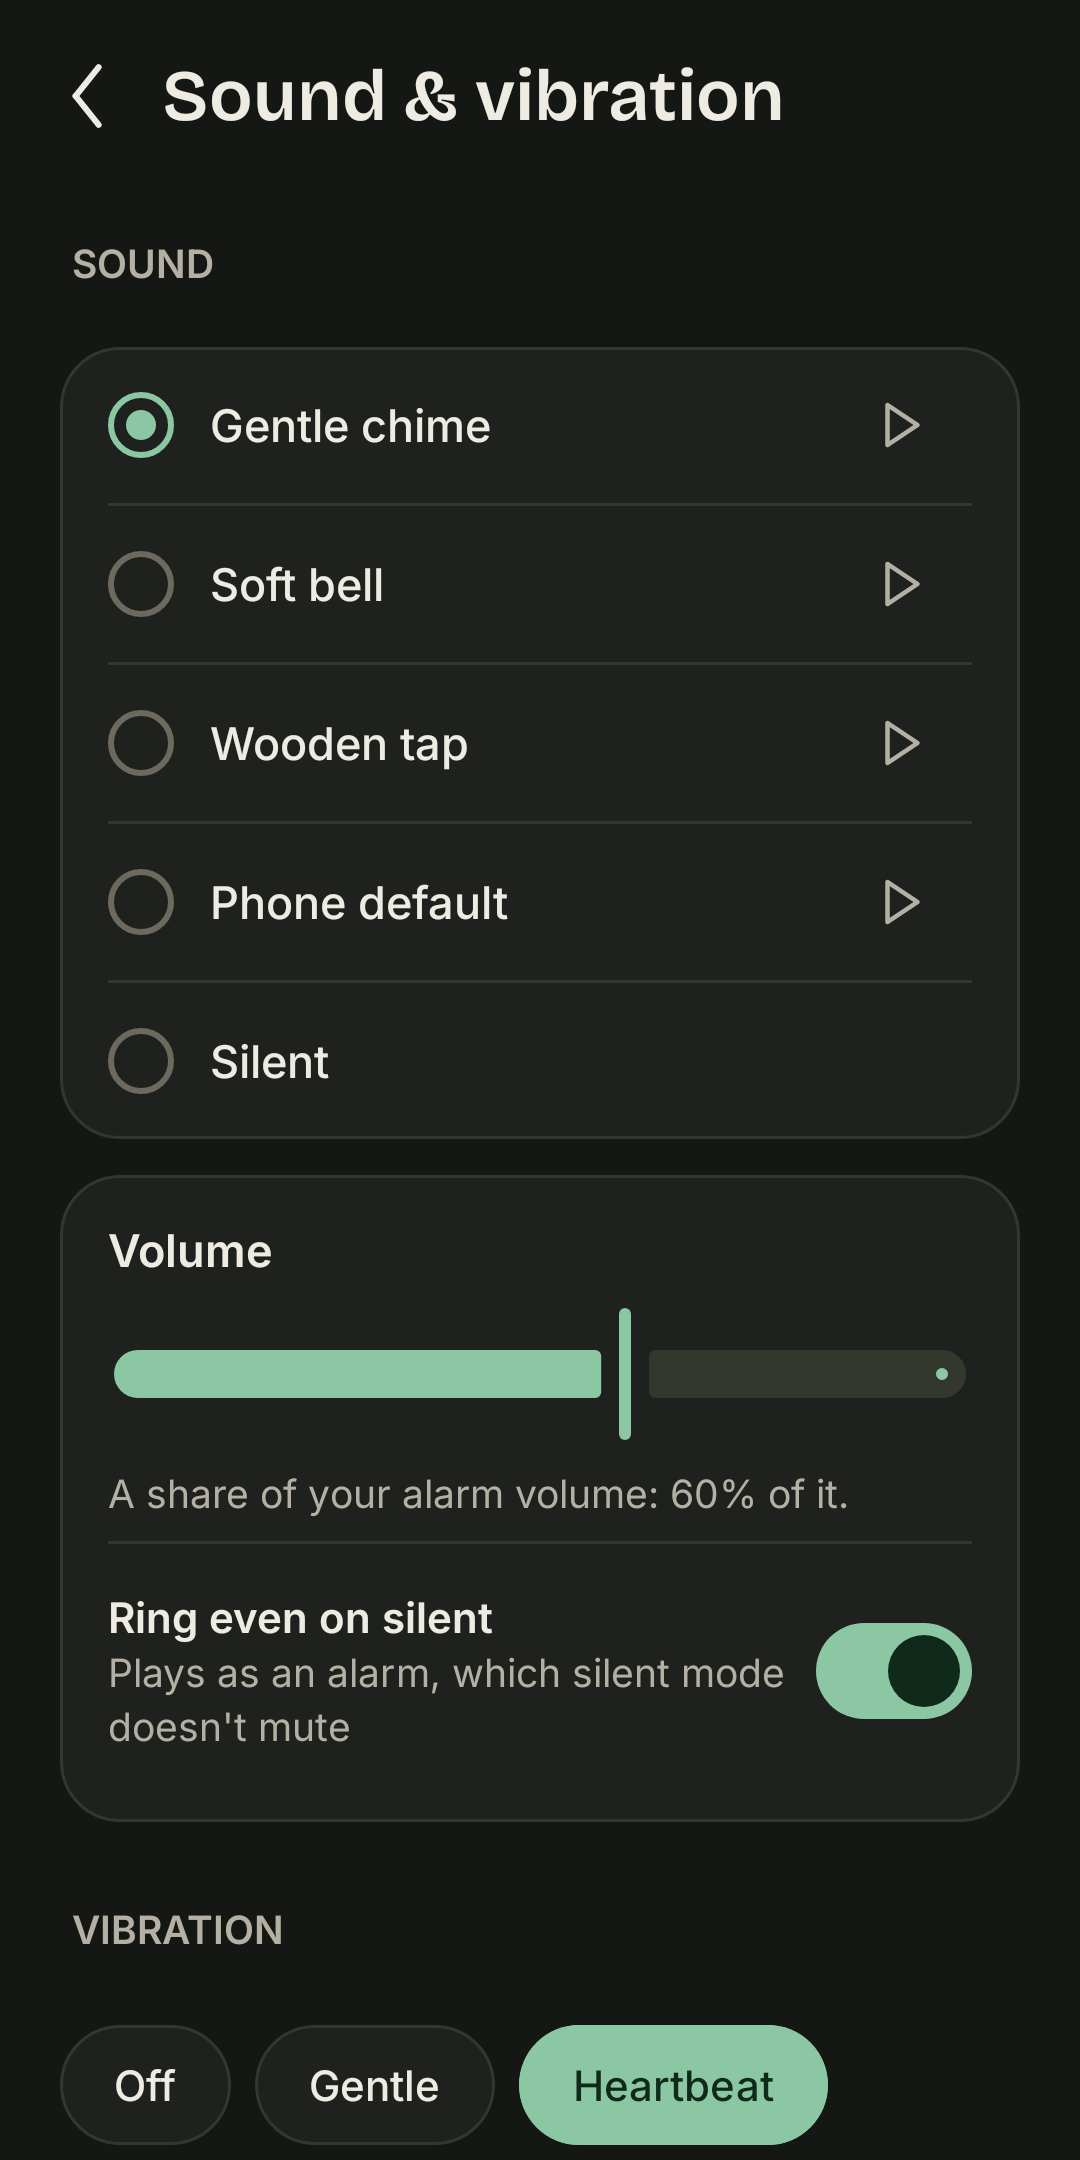 Sound & vibration
SOUND
Gentle chime
Soft bell
Wooden tap
Phone default
Silent
Volume
A share of your alarm volume: 60% of it.
Ring even on silent
Plays as an alarm, which silent mode
doesn't mute
VIBRATION
Off
Gentle
Heartbeat